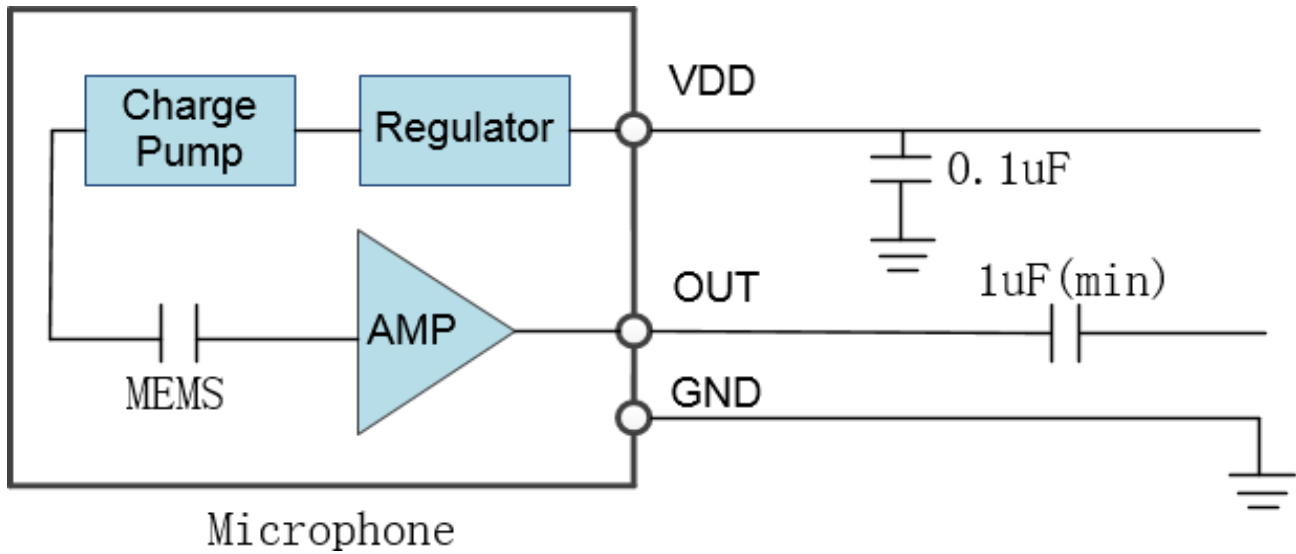 Charge
Pump
Regulator
VDD
0.1uF
OUT
1uF(min)
AMP
MEMS
GND
Microphone